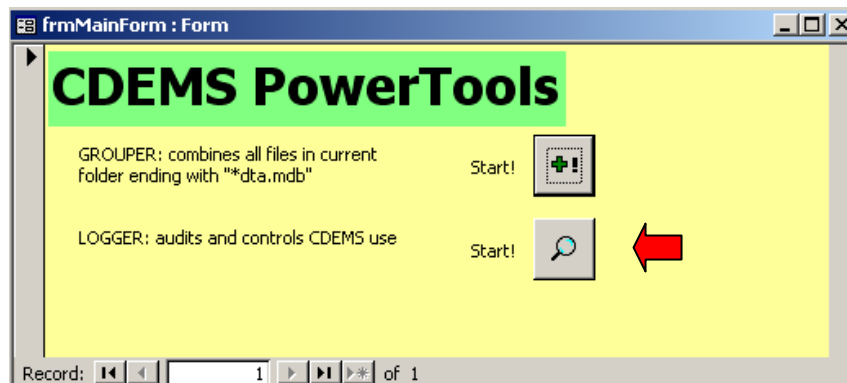 frmMainForm : Form
CDEMS PowerTools
GROUPER: combines all files in current
folder ending with "*dta.mdb"
Start!
LOGGER: audits and controls CDEMS use
Start!
Record: 1 of 1